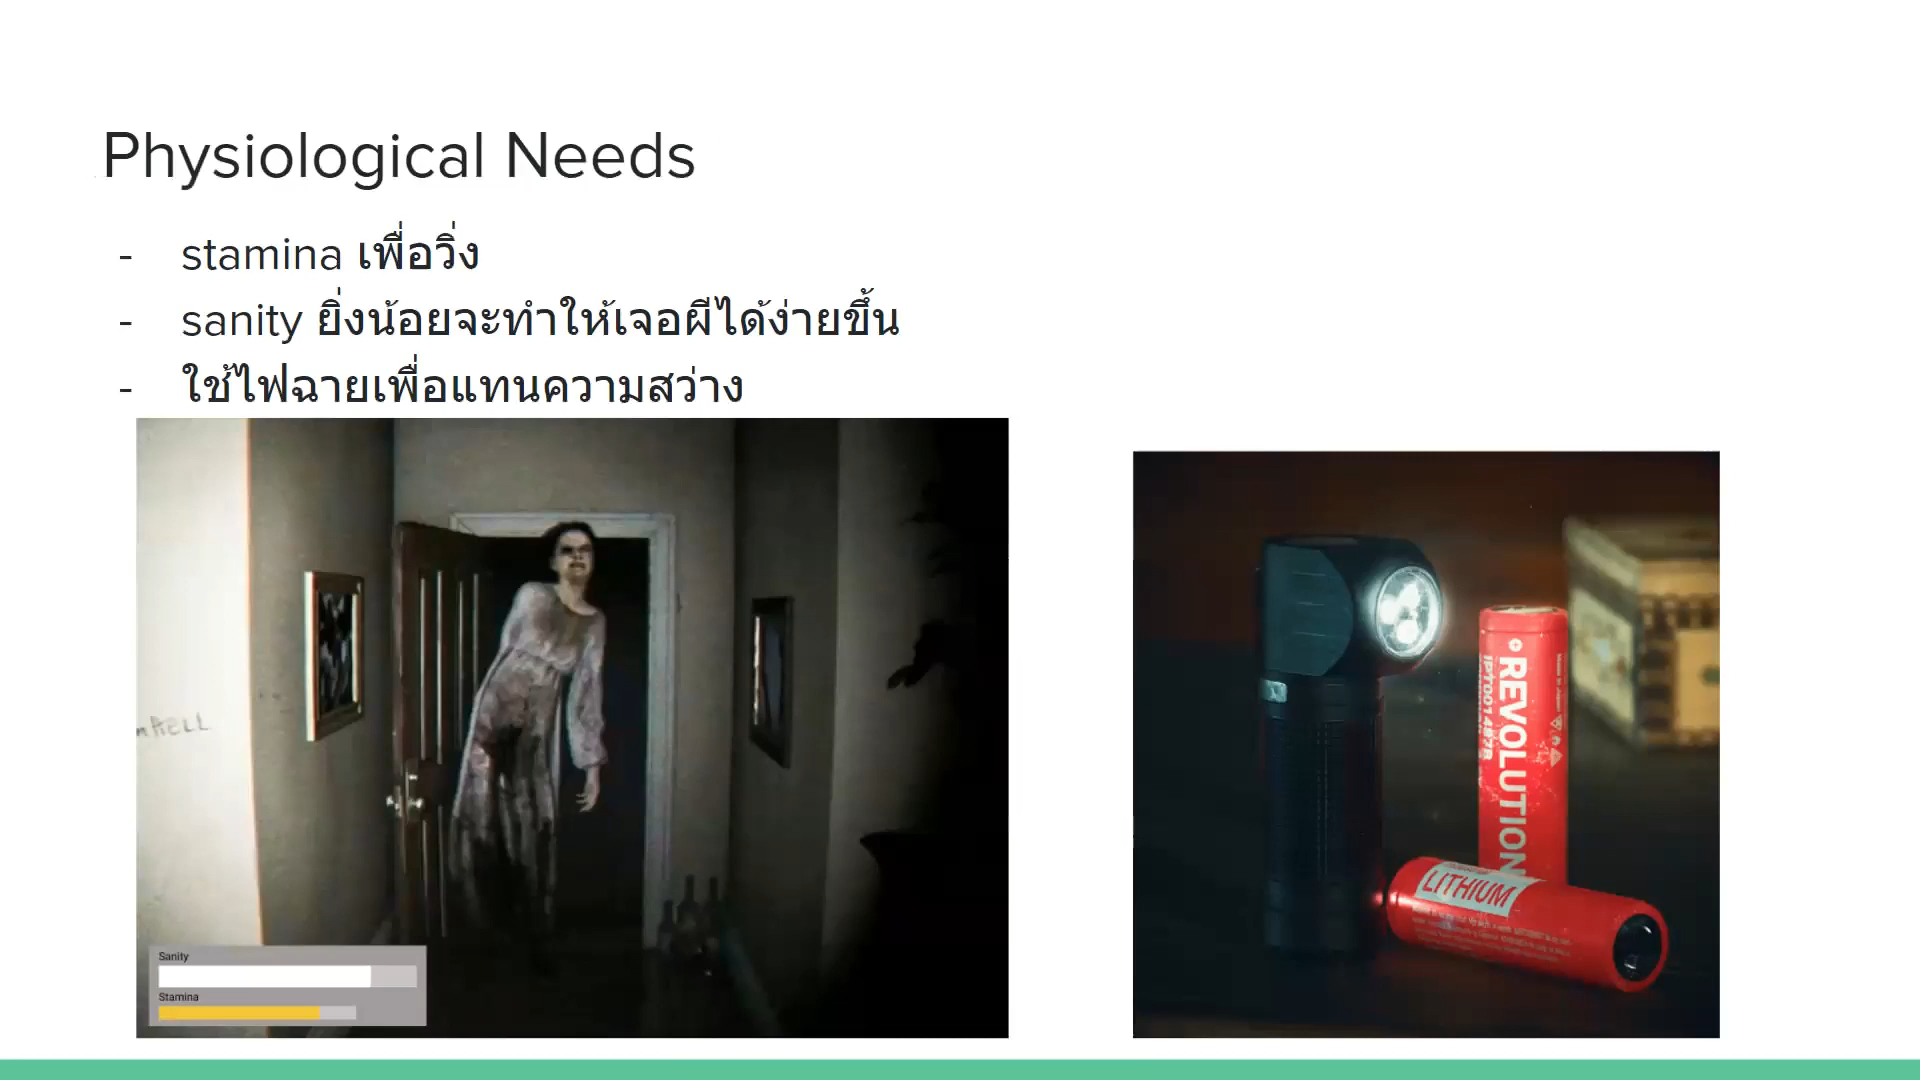 Physiological Needs
- stamina เพื่อวิ่ง
- sanity ยิ่งน้อยจะทำให้เจอผีได้ง่ายขึ้น
- ใช้ไฟฉายเพื่อแทนความสว่าง
HELL
Sanity
Stamina
REVOLUTION
LITHIUM